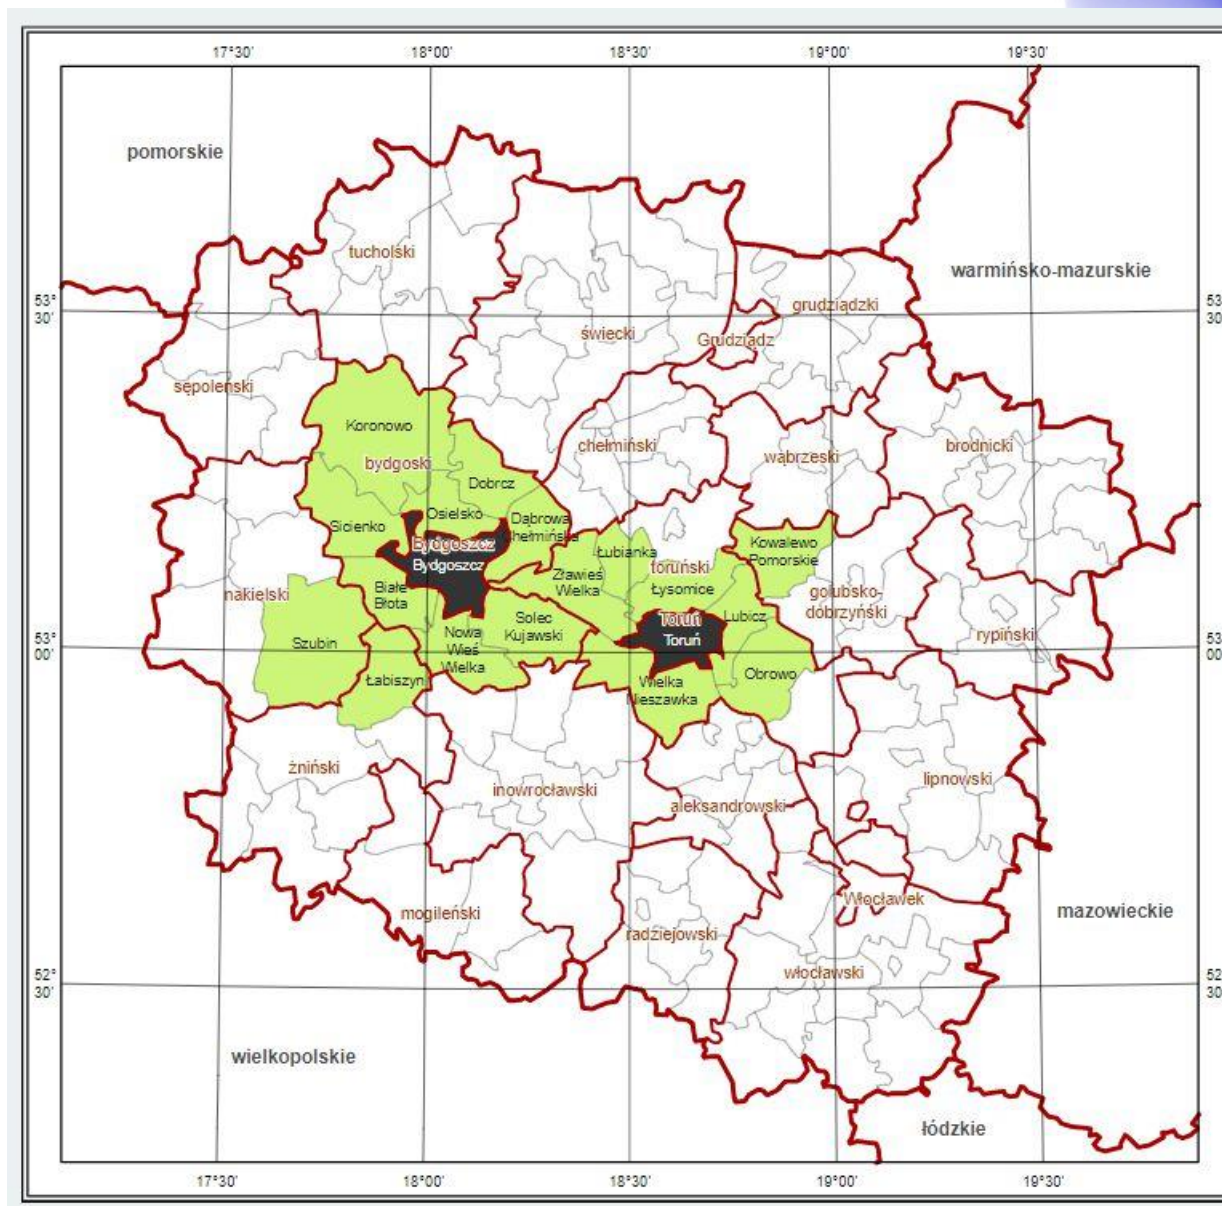 17°30' 18°00' 18°30' 19°00' 19°30'
pomorskie
tucholski
warmińsko-mazurskie
53°
30'
53
30
grudziądzki
świecki
Grudziądz
sępoleński
Koronowo
chełmiński
wąbrzeski
brodnicki
bydgoski
Dobrcz
Osielsko
Dąbrowa
Chełmińska
Sicienko
Bydgoszcz
Bydgoszcz
Łubianka
Kowalewo
Pomorskie
toruński
Zławieś
Wielka
Łysomice
nakielski
Białe
Błota
golubsko-
dobrzyński
Solec
Kujawski
Toruń
Toruń
Lubicz
rypiński
Szubin
Nowa
Wieś
Wielka
53°
00'
53
00
Łabiszyn
Wielka
Nieszawka
Obrowo
żniński
inowrocławski
aleksandrowski
lipnowski
Włocławek
mogileński
mazowieckie
radziejowski
włocławski
52°
30'
52
30
wielkopolskie
łódzkie
17°30' 18°00' 18°30' 19°00' 19°30'